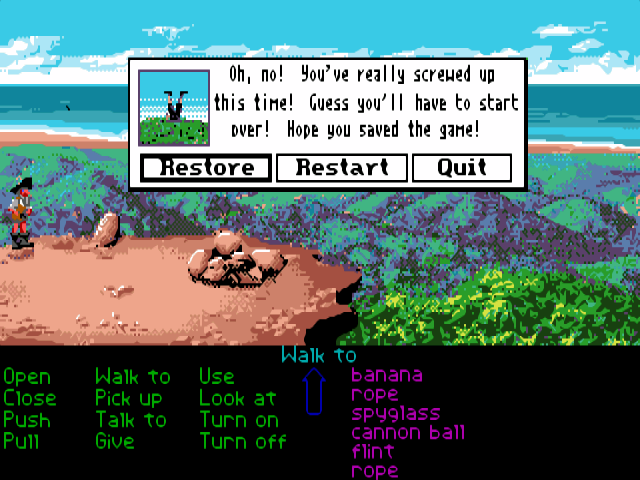 Oh, no! You've really screwed up
this time! Guess you'll have to start
over! Hope you saved the game!
Restore Restart Quit
Walk to
Open Walk to Use banana
Close Pick up Look at rope
Push Talk to Turn on spyglass
Pull Give Turn off cannon ball
flint
rope